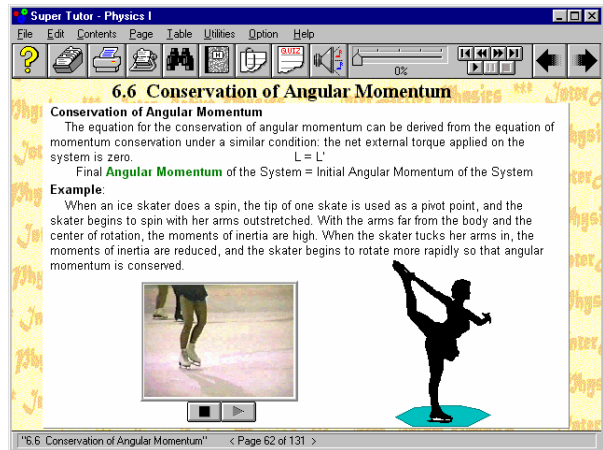 Super Tutor - Physics I
File Edit Contents Page Table Utilities Option Help
QUIZ
0%
6.6 Conservation of Angular Momentum
Conservation of Angular Momentum
The equation for the conservation of angular momentum can be derived from the equation of
momentum conservation under a similar condition: the net external torque applied on the
system is zero. L = L'
Final Angular Momentum of the System = Initial Angular Momentum of the System
Example:
When an ice skater does a spin, the tip of one skate is used as a pivot point, and the
skater begins to spin with her arms outstretched. With the arms far from the body and the
center of rotation, the moments of inertia are high. When the skater tucks her arms in, the
moments of inertia are reduced, and the skater begins to rotate more rapidly so that angular
momentum is conserved.
"6.6 Conservation of Angular Momentum" < Page 62 of 131 >